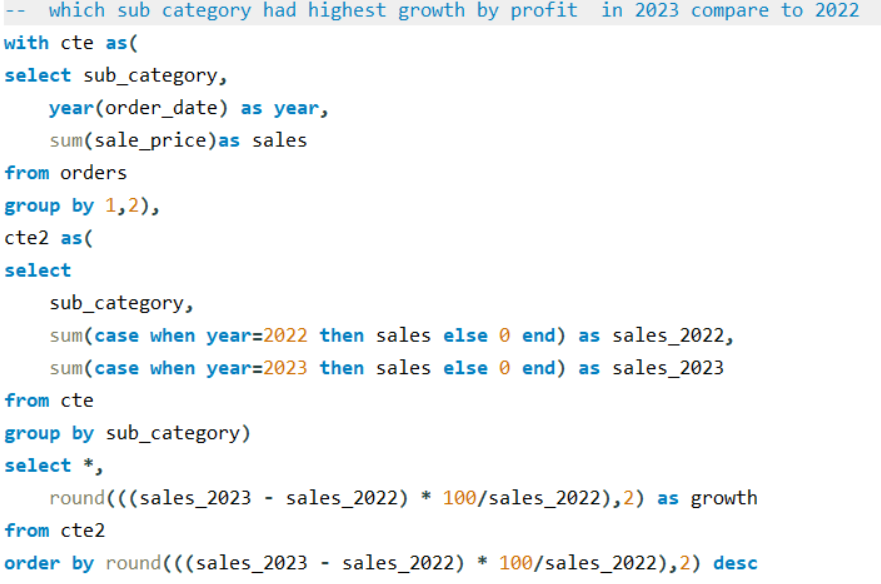 --  which sub category had highest growth by profit  in 2023 compare to 2022
with cte as(
select sub_category,
    year(order_date) as year,
    sum(sale_price)as sales
from orders
group by 1,2),
cte2 as(
select
    sub_category,
    sum(case when year=2022 then sales else 0 end) as sales_2022,
    sum(case when year=2023 then sales else 0 end) as sales_2023
from cte
group by sub_category)
select *,
    round(((sales_2023 - sales_2022) * 100/sales_2022),2) as growth
from cte2
order by round(((sales_2023 - sales_2022) * 100/sales_2022),2) desc